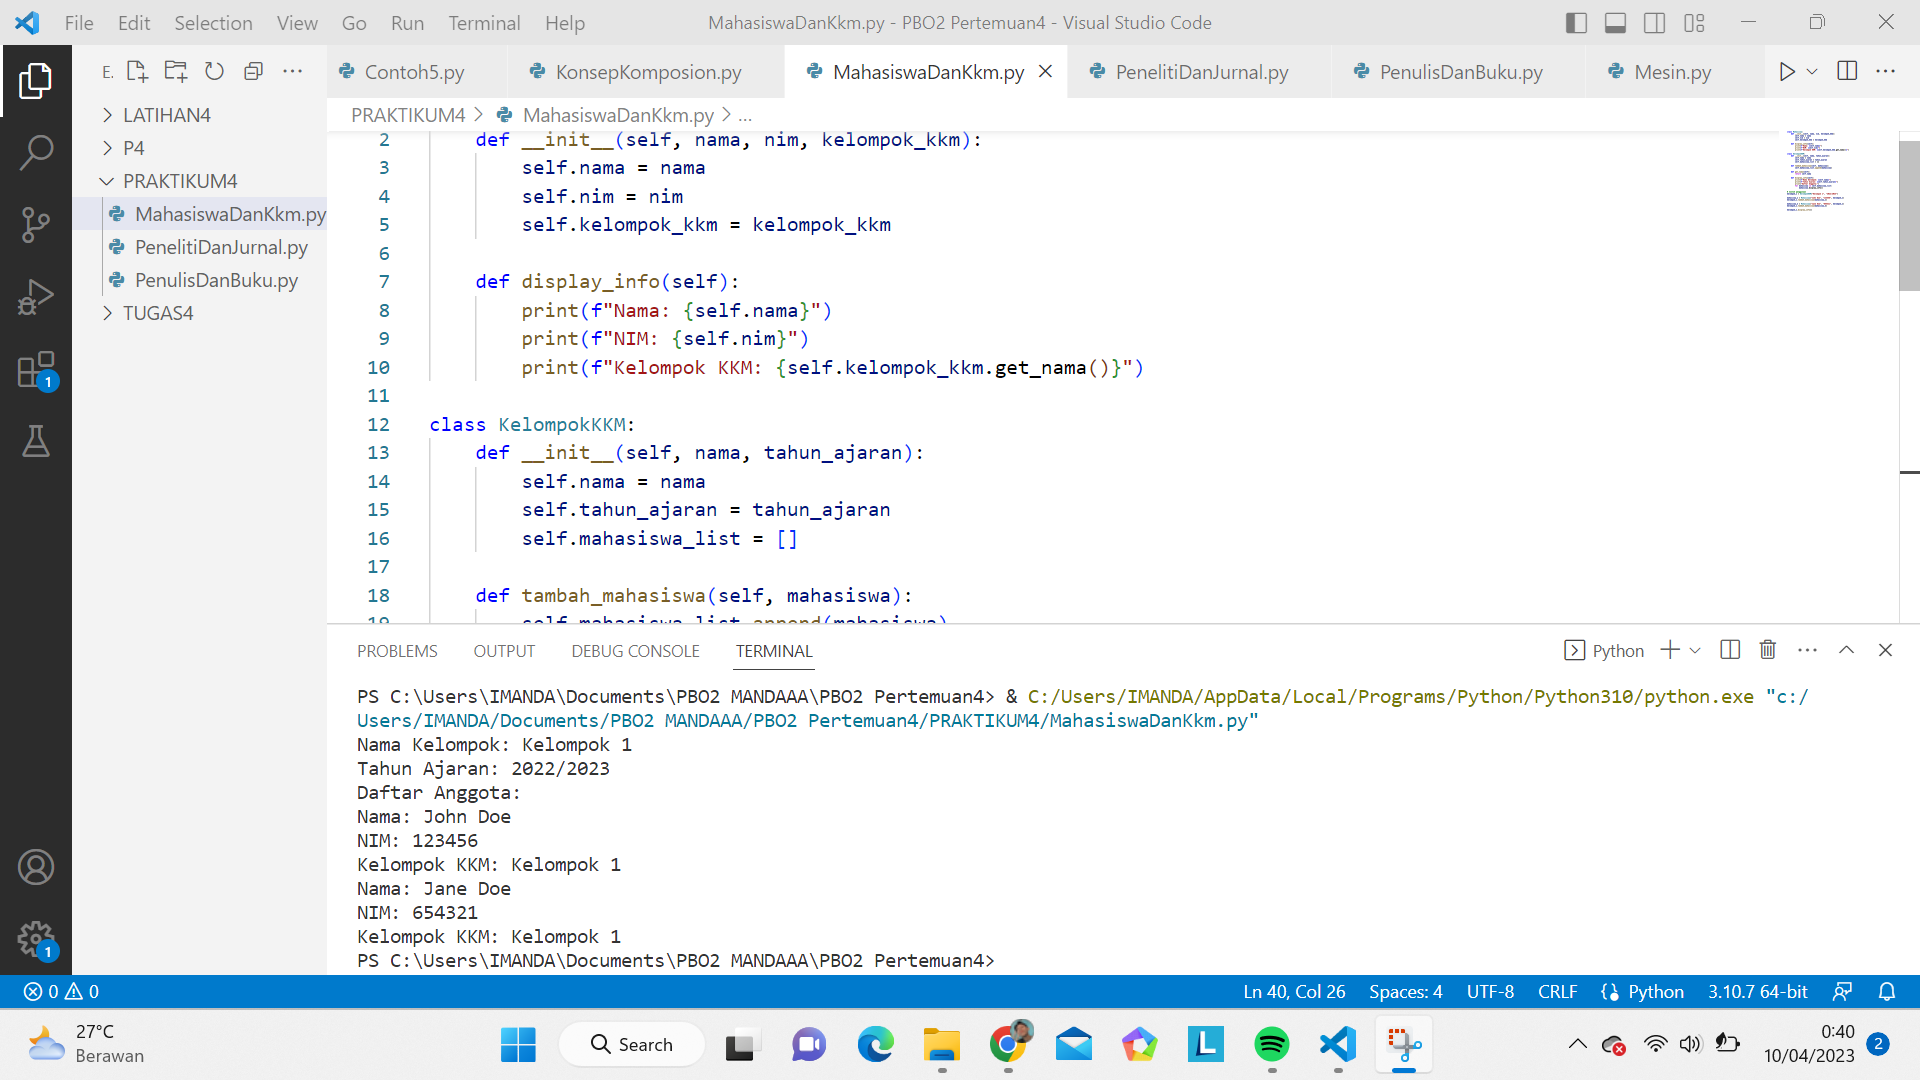 File Edit Selection View Go Run Terminal Help
MahasiswaDanKkm.py - PBO2 Pertemuan4 - Visual Studio Code
E.
LATIHAN4
P4
PRAKTIKUM4
MahasiswaDanKkm.py
PenelitiDanJurnal.py
PenulisDanBuku.py
TUGAS4
1
1
Contoh5.py KonsepKomposion.py MahasiswaDanKkm.py PenelitiDanJurnal.py PenulisDanBuku.py Mesin.py
PRAKTIKUM4 > MahasiswaDanKkm.py > ...
2 def __init__(self, nama, nim, kelompok_kkm):
3 self.nama = nama
4 self.nim = nim
5 self.kelompok_kkm = kelompok_kkm
6
7 def display_info(self):
8 print(f"Nama: {self.nama}")
9 print(f"NIM: {self.nim}")
10 print(f"Kelompok KKM: {self.kelompok_kkm.get_nama()}")
11
12 class KelompokKKM:
13 def __init__(self, nama, tahun_ajaran):
14 self.nama = nama
15 self.tahun_ajaran = tahun_ajaran
16 self.mahasiswa_list = []
17
18 def tambah_mahasiswa(self, mahasiswa):
19 self.mahasiswa_list.append(mahasiswa)
PROBLEMS OUTPUT DEBUG CONSOLE TERMINAL
Python
PS C:\Users\IMANDA\Documents\PBO2 MANDAAA\PBO2 Pertemuan4> & C:/Users/IMANDA/AppData/Local/Programs/Python/Python310/python.exe "c:/
Users/IMANDA/Documents/PBO2 MANDAAA/PBO2 Pertemuan4/PRAKTIKUM4/MahasiswaDanKkm.py"
Nama Kelompok: Kelompok 1
Tahun Ajaran: 2022/2023
Daftar Anggota:
Nama: John Doe
NIM: 123456
Kelompok KKM: Kelompok 1
Nama: Jane Doe
NIM: 654321
Kelompok KKM: Kelompok 1
PS C:\Users\IMANDA\Documents\PBO2 MANDAAA\PBO2 Pertemuan4>
0 0
Ln 40, Col 26 Spaces: 4 UTF-8 CRLF Python 3.10.7 64-bit
27°C
Berawan
Search
L
0:40
10/04/2023
2